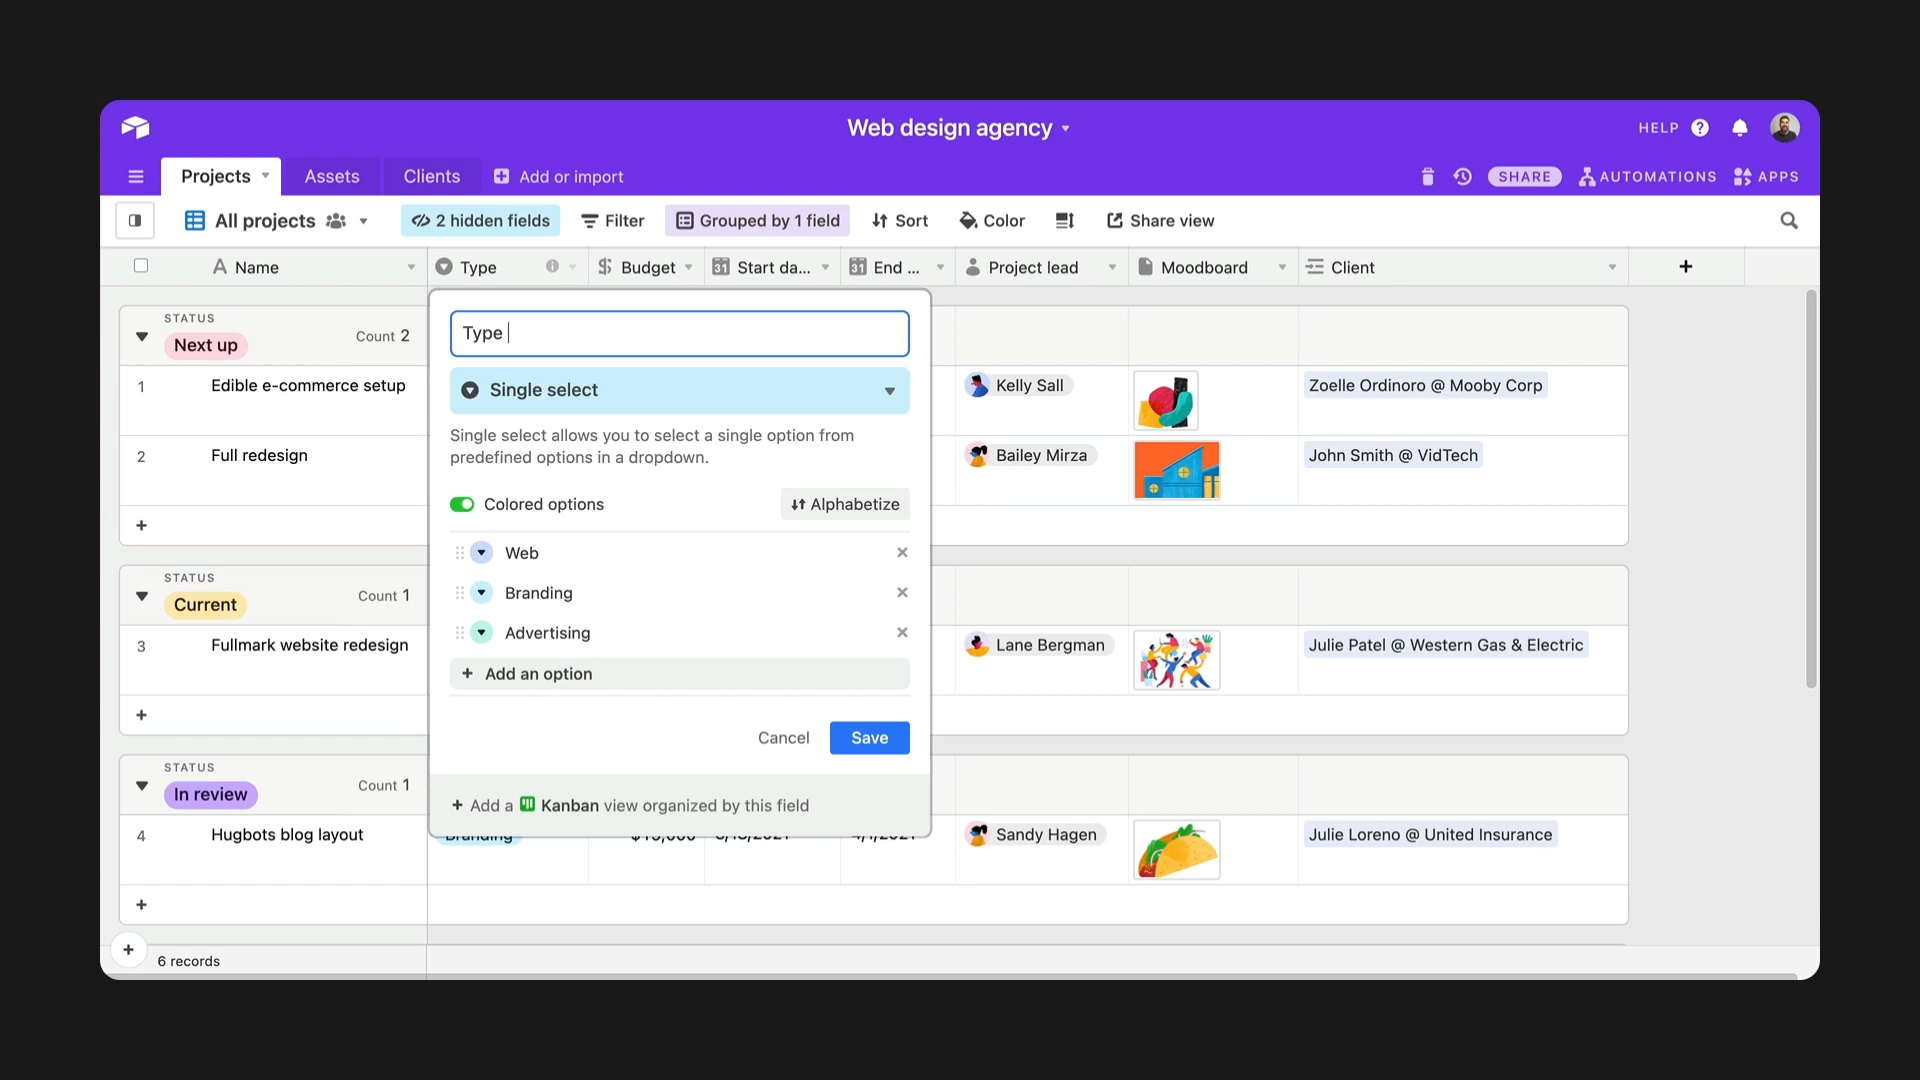 Web design agency
HELP
Projects
Assets
Clients
Add or import
SHARE
AUTOMATIONS
APPS
All projects
2 hidden fields
Filter
Grouped by 1 field
Sort
Color
Share view
Name
Type
Budget
Start da...
End ...
Project lead
Moodboard
Client
STATUS
Next up
Count 2
1
Edible e-commerce setup
Kelly Sall
Zoelle Ordinoro @ Mooby Corp
2
Full redesign
Bailey Mirza
John Smith @ VidTech
STATUS
Current
Count 1
3
Fullmark website redesign
Lane Bergman
Julie Patel @ Western Gas & Electric
STATUS
In review
Count 1
4
Hugbots blog layout
Branding
Sandy Hagen
Julie Loreno @ United Insurance
6 records
Type
Single select
Single select allows you to select a single option from
predefined options in a dropdown.
Colored options
Alphabetize
Web
Branding
Advertising
Add an option
Cancel
Save
Add a Kanban view organized by this field